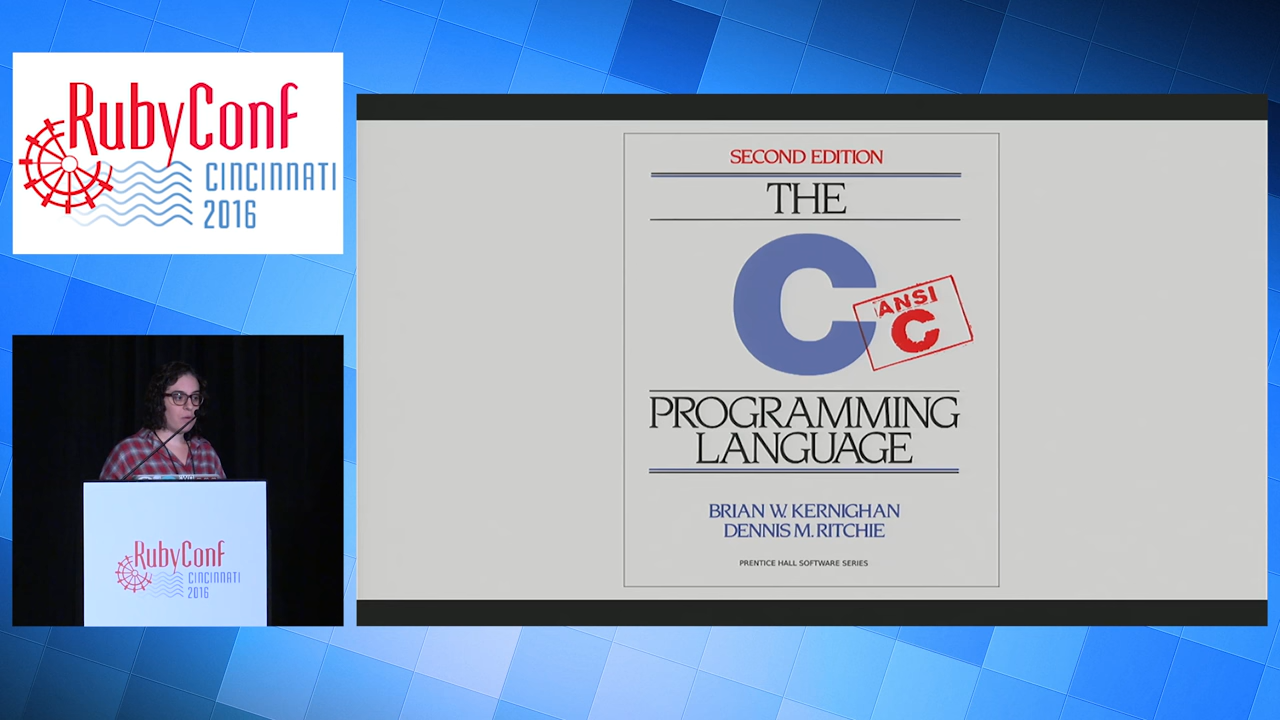 RubyConf
CINCINNATI
2016
SECOND EDITION
THE
C
ANSI
C
PROGRAMMING
LANGUAGE
BRIAN W. KERNIGHAN
DENNIS M. RITCHIE
PRENTICE HALL SOFTWARE SERIES
RubyConf
CINCINNATI
2016